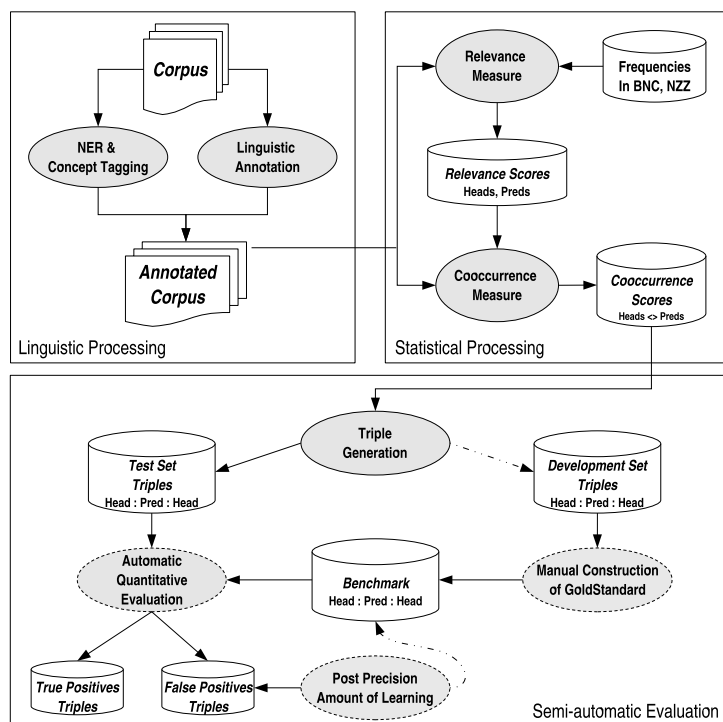 Corpus
NER &
Concept Tagging
Linguistic
Annotation
Annotated
Corpus
Linguistic Processing
Relevance
Measure
Frequencies
In BNC, NZZ
Relevance Scores
Heads, Preds
Cooccurrence
Measure
Cooccurrence
Scores
Heads <> Preds
Statistical Processing
Triple
Generation
Test Set
Triples
Head : Pred : Head
Development Set
Triples
Head : Pred : Head
Automatic
Quantitative
Evaluation
Benchmark
Head : Pred : Head
Manual Construction
of GoldStandard
True Positives
Triples
False Positives
Triples
Post Precision
Amount of Learning
Semi-automatic Evaluation